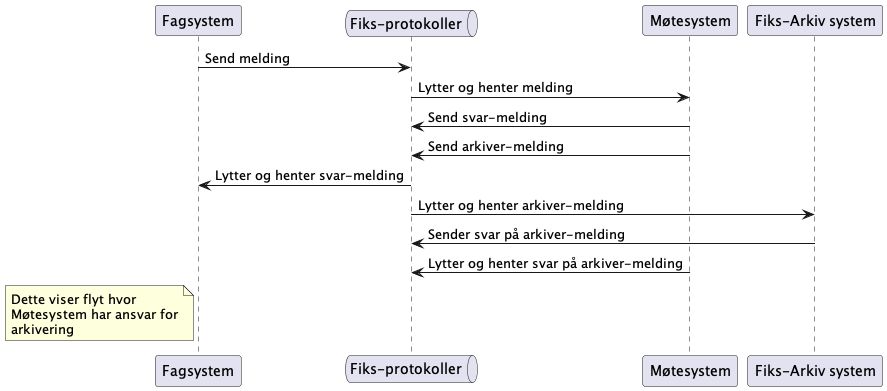 Fagsystem
Fiks-protokoller
Møtesystem
Fiks-Arkiv system
Send melding
Lytter og henter melding
Send svar-melding
Send arkiver-melding
Lytter og henter svar-melding
Lytter og henter arkiver-melding
Sender svar på arkiver-melding
Lytter og henter svar på arkiver-melding
Dette viser flyt hvor
Møtesystem har ansvar for
arkivering
Fagsystem
Fiks-protokoller
Møtesystem
Fiks-Arkiv system